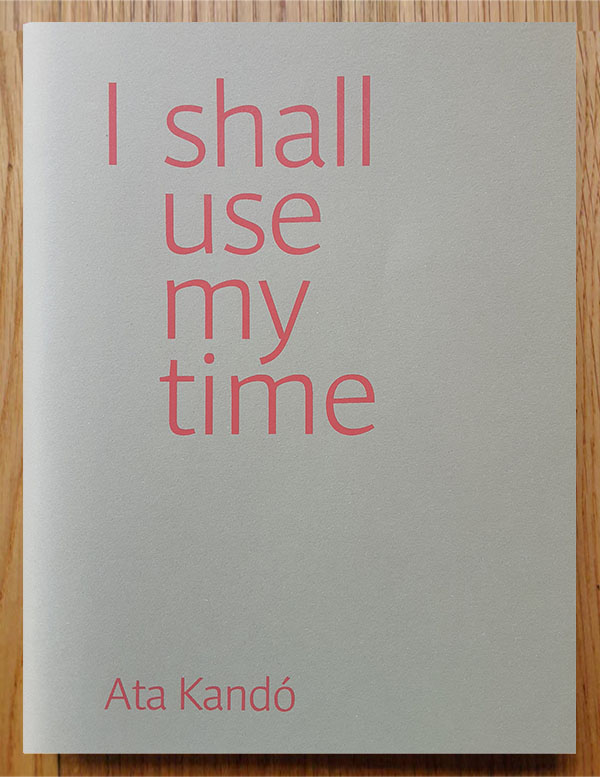 I shall
use
my
time
Ata Kandó